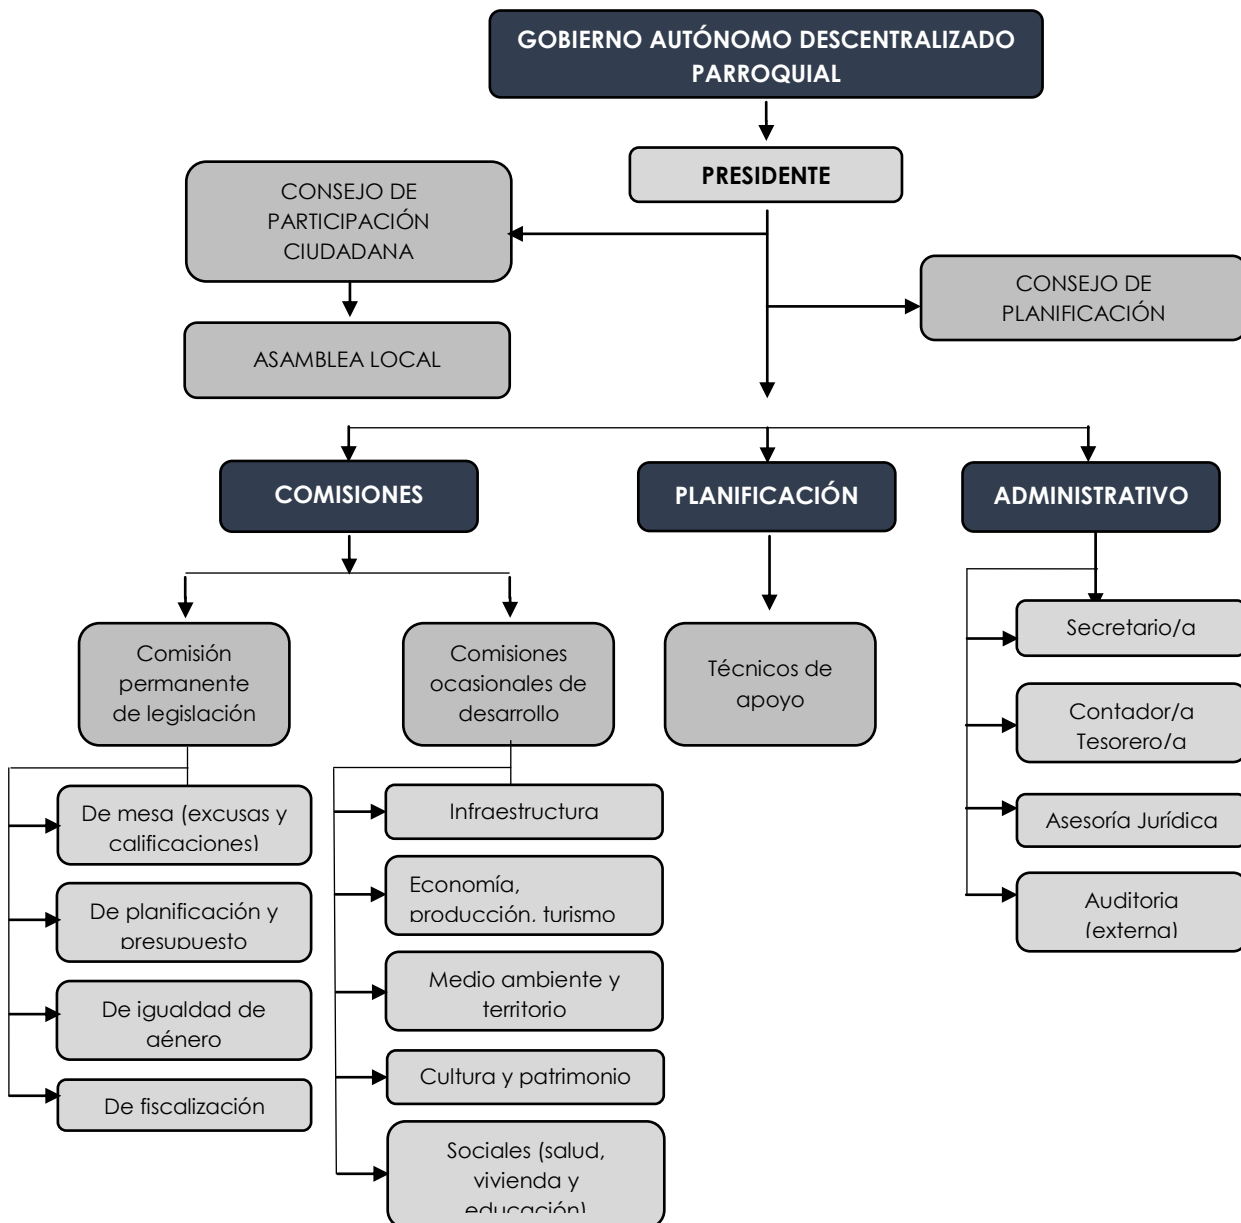 GOBIERNO AUTÓNOMO DESCENTRALIZADO
PARROQUIAL
PRESIDENTE
CONSEJO DE
PARTICIPACIÓN
CIUDADANA
CONSEJO DE
PLANIFICACIÓN
ASAMBLEA LOCAL
COMISIONES
PLANIFICACIÓN
ADMINISTRATIVO
Comisión
permanente
de legislación
Comisiones
ocasionales de
desarrollo
Técnicos de
apoyo
Secretario/a
Contador/a
Tesorero/a
Asesoría Jurídica
Auditoria
(externa)
De mesa (excusas y
calificaciones)
De planificación y
presupuesto
De igualdad de
género
De fiscalización
Infraestructura
Economía,
producción, turismo
Medio ambiente y
territorio
Cultura y patrimonio
Sociales (salud,
vivienda y
educación)